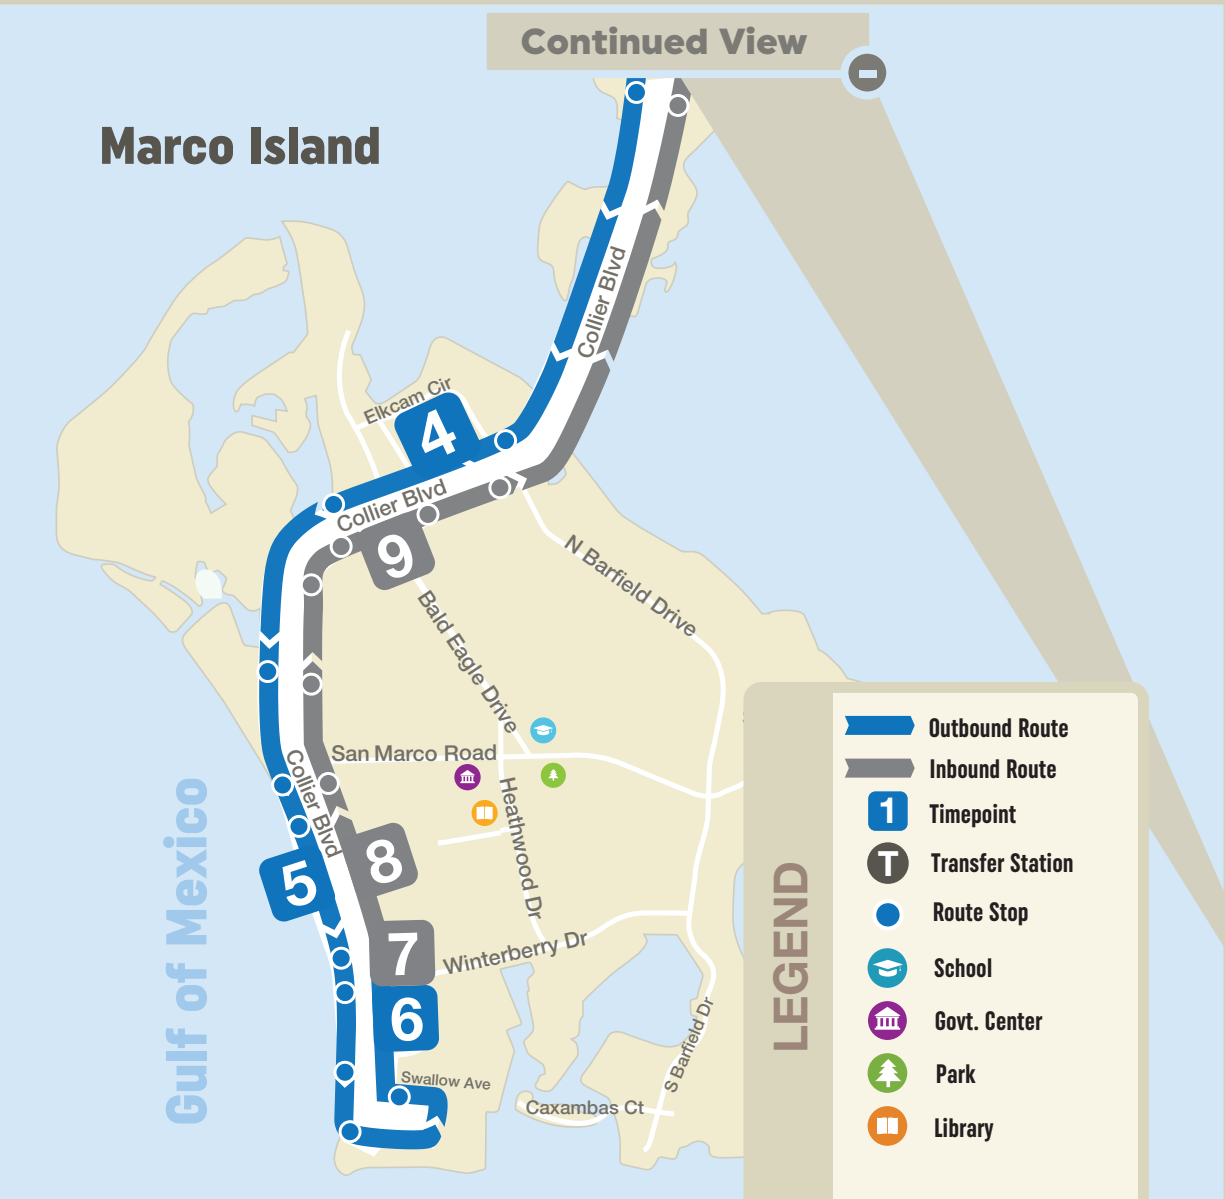 Continued View
Marco Island
Collier Blvd
Elkcam Cir
4
Collier Blvd
9
N Barfield Drive
Bald Eagle Drive
San Marco Road
Collier Blvd
Heathwood Dr
8
5
7
Winterberry Dr
6
Swallow Ave
S Barfield Dr
Caxambas Ct
Gulf of Mexico
LEGEND
Outbound Route
Inbound Route
1 Timepoint
T Transfer Station
Route Stop
School
Govt. Center
Park
Library